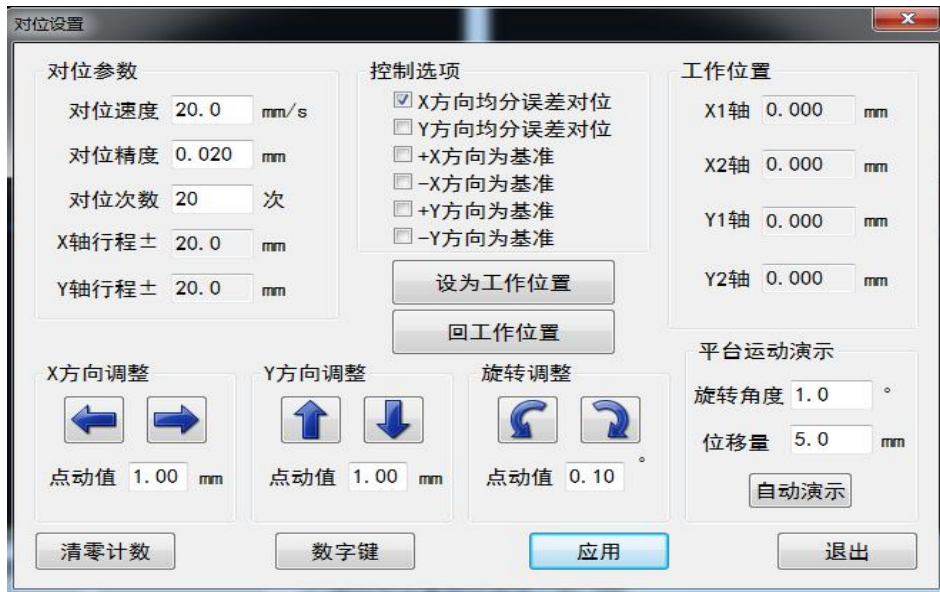 对位设置
对位参数
对位速度 20.0 mm/s
对位精度 0.020 mm
对位次数 20 次
X轴行程± 20.0 mm
Y轴行程± 20.0 mm
控制选项
X方向均分误差对位
Y方向均分误差对位
+X方向为基准
-X方向为基准
+Y方向为基准
-Y方向为基准
设为工作位置
回工作位置
工作位置
X1轴 0.000 mm
X2轴 0.000 mm
Y1轴 0.000 mm
Y2轴 0.000 mm
X方向调整
点动值 1.00 mm
Y方向调整
点动值 1.00 mm
旋转调整
点动值 0.10 °
平台运动演示
旋转角度 1.0 °
位移量 5.0 mm
自动演示
清零计数
数字键
应用
退出